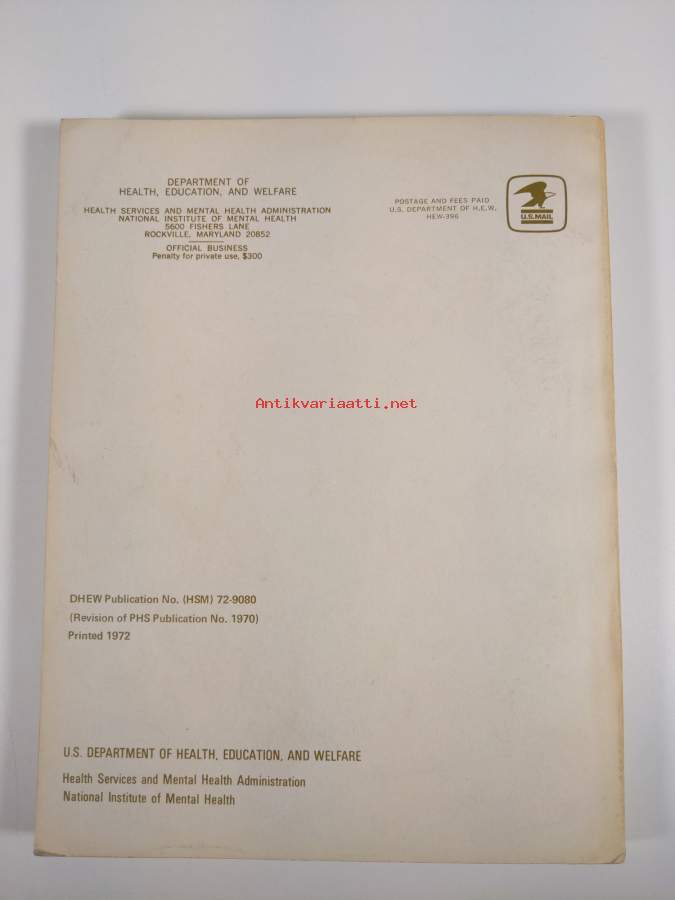 DEPARTMENT OF
HEALTH, EDUCATION, AND WELFARE
HEALTH SERVICES AND MENTAL HEALTH ADMINISTRATION
NATIONAL INSTITUTE OF MENTAL HEALTH
5600 FISHERS LANE
ROCKVILLE, MARYLAND 20852
OFFICIAL BUSINESS
Penalty for private use, $300
POSTAGE AND FEES PAID
U.S. DEPARTMENT OF H.E.W.
HEW-396
U.S.MAIL
Antikvariaatti.net
DHEW Publication No. (HSM) 72-9080
(Revision of PHS Publication No. 1970)
Printed 1972
U.S. DEPARTMENT OF HEALTH, EDUCATION, AND WELFARE
Health Services and Mental Health Administration
National Institute of Mental Health